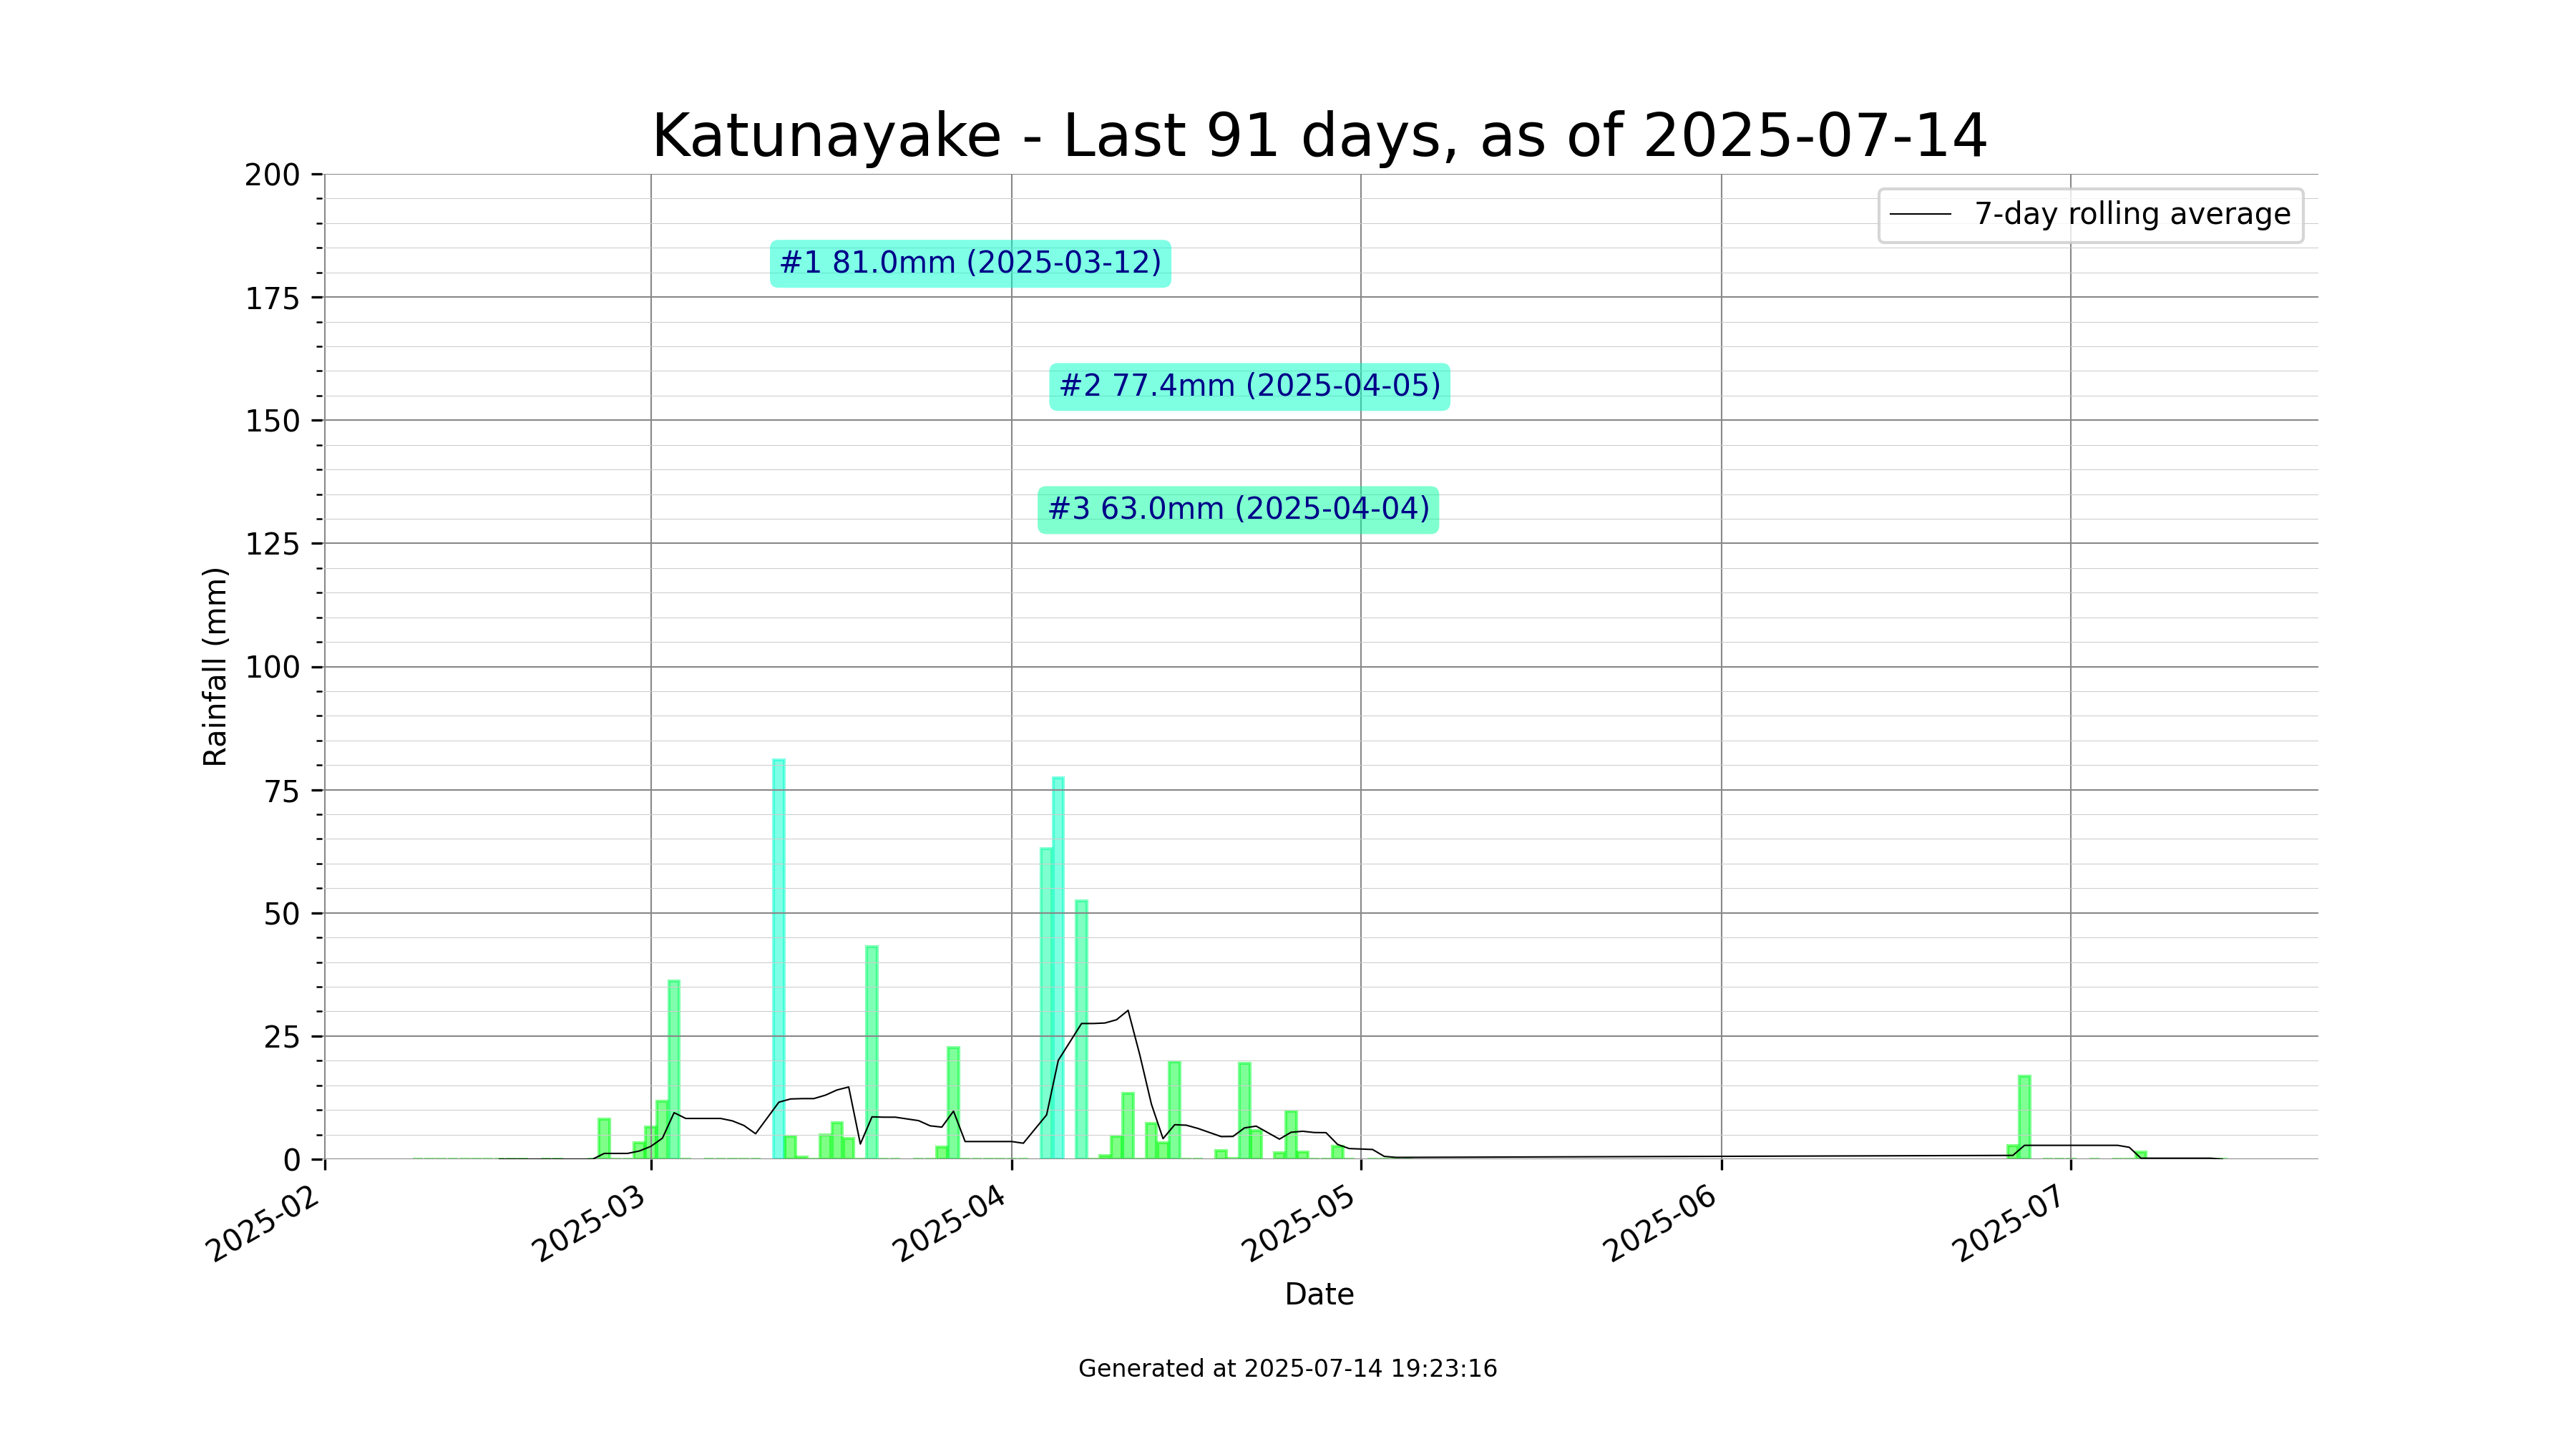 Katunayake - Last 91 days, as of 2025-07-14
200
175
150
125
100
75
50
25
0
Rainfall (mm)
7-day rolling average
#1 81.0mm (2025-03-12)
#2 77.4mm (2025-04-05)
#3 63.0mm (2025-04-04)
2025-02
2025-03
2025-04
2025-05
2025-06
2025-07
Date
Generated at 2025-07-14 19:23:16